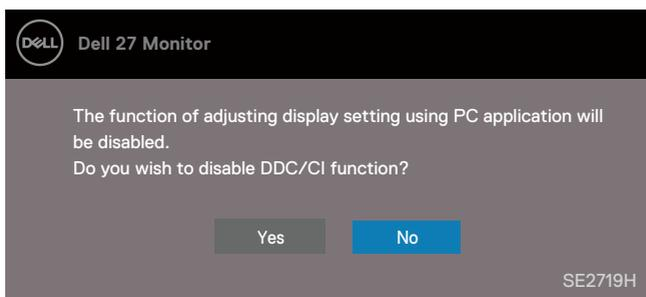 DELL Dell 27 Monitor
The function of adjusting display setting using PC application will
be disabled.
Do you wish to disable DDC/CI function?
Yes No
SE2719H